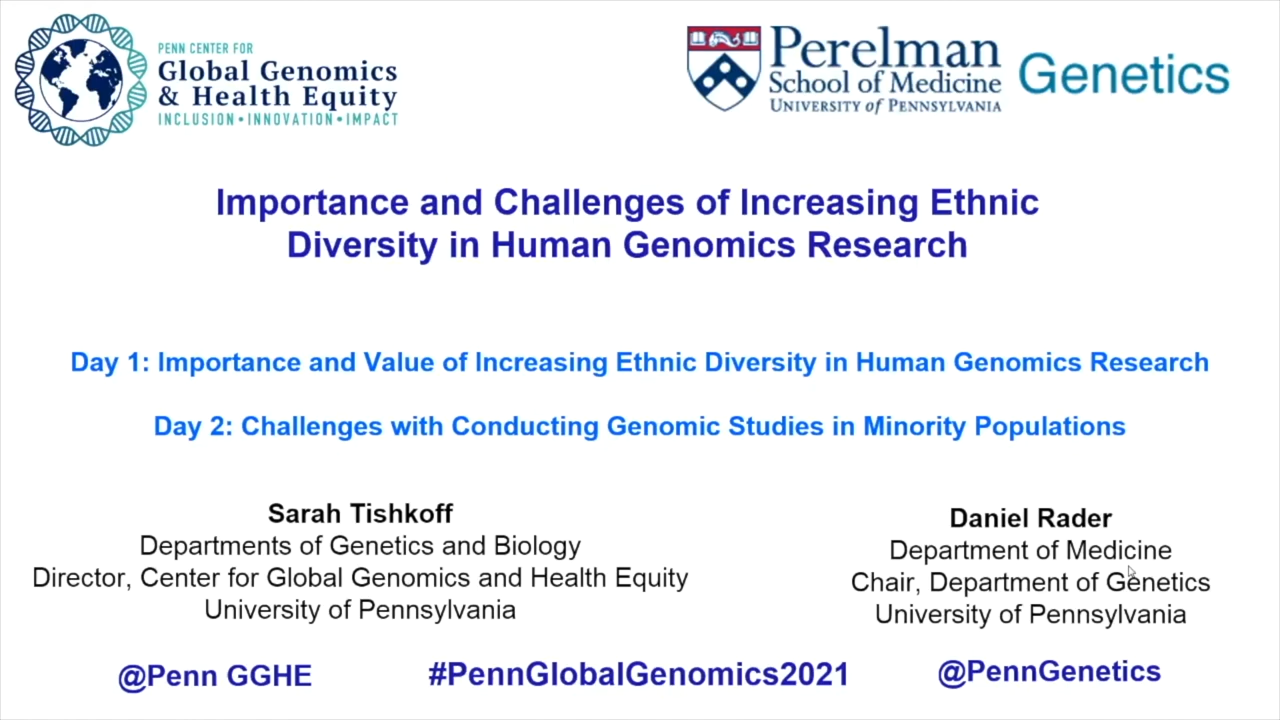 PENN CENTER FOR
Global Genomics
& Health Equity
INCLUSION • INNOVATION • IMPACT
Perelman
School of Medicine
UNIVERSITY of PENNSYLVANIA
Genetics
Importance and Challenges of Increasing Ethnic
Diversity in Human Genomics Research
Day 1: Importance and Value of Increasing Ethnic Diversity in Human Genomics Research
Day 2: Challenges with Conducting Genomic Studies in Minority Populations
Sarah Tishkoff
Departments of Genetics and Biology
Director, Center for Global Genomics and Health Equity
University of Pennsylvania
Daniel Rader
Department of Medicine
Chair, Department of Genetics
University of Pennsylvania
@Penn GGHE
#PennGlobalGenomics2021
@PennGenetics